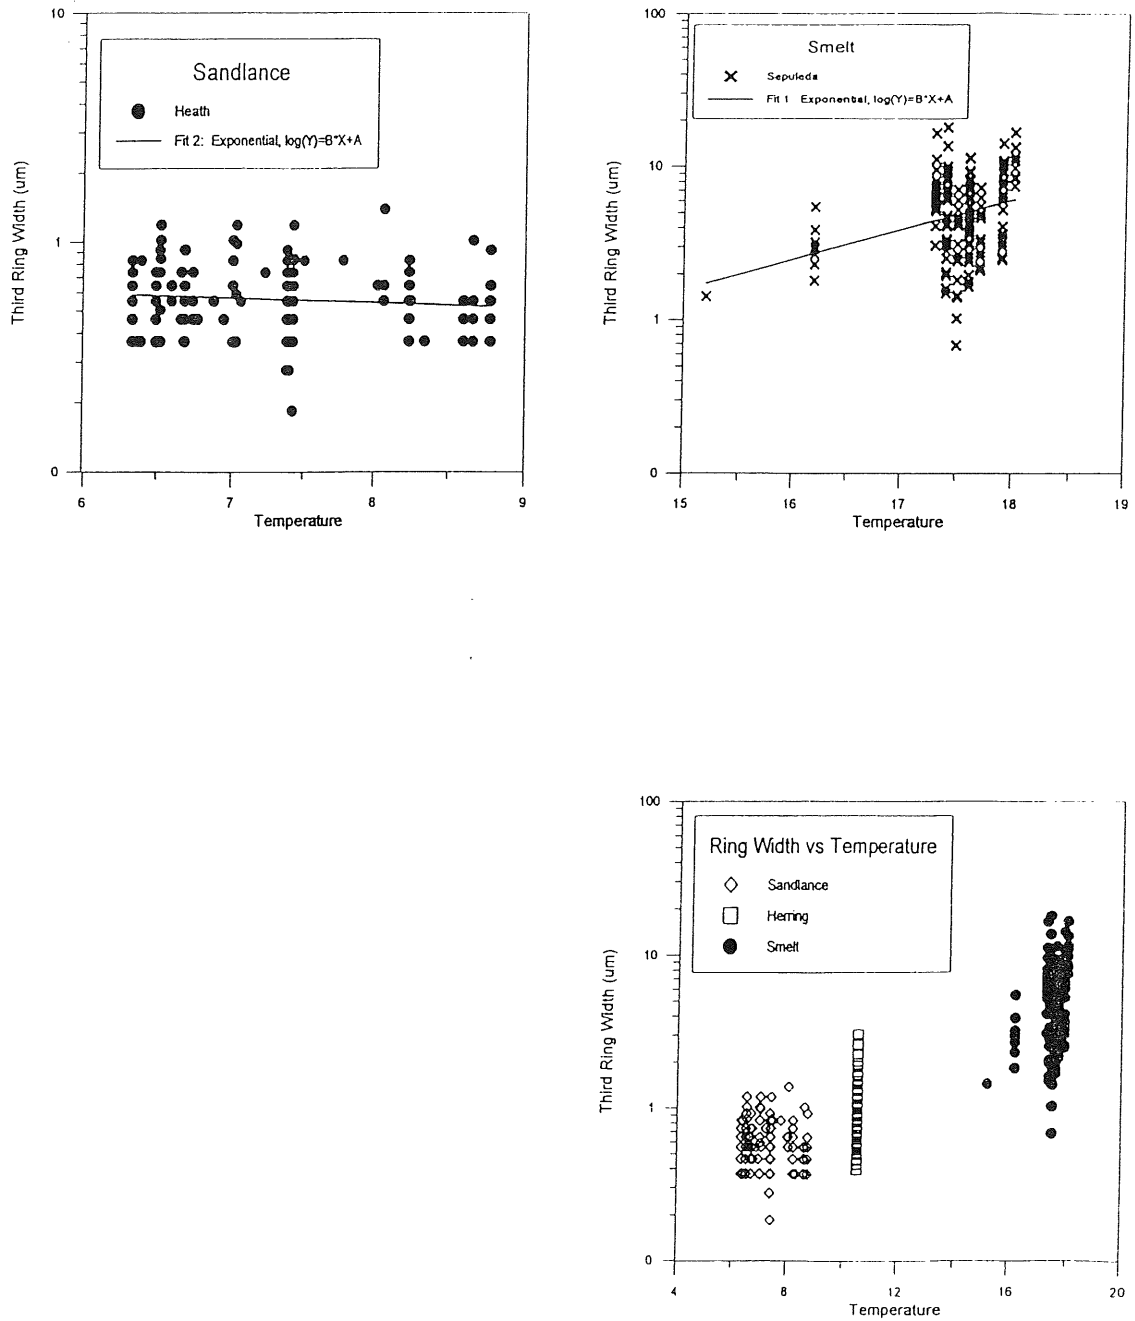 10
1
0
Third Ring Width (um)
Sandlance
Heath
Fit 2: Exponential, log(Y)=B*X+A
6 7 8 9
Temperature
100
10
1
0
Third Ring Width (um)
Smelt
Sepuleda
Fit 1 Exponential, log(Y)=B*X+A
15 16 17 18 19
Temperature
100
10
1
0
Third Ring Width (um)
Ring Width vs Temperature
Sandlance
Herring
Smelt
4 8 12 16 20
Temperature